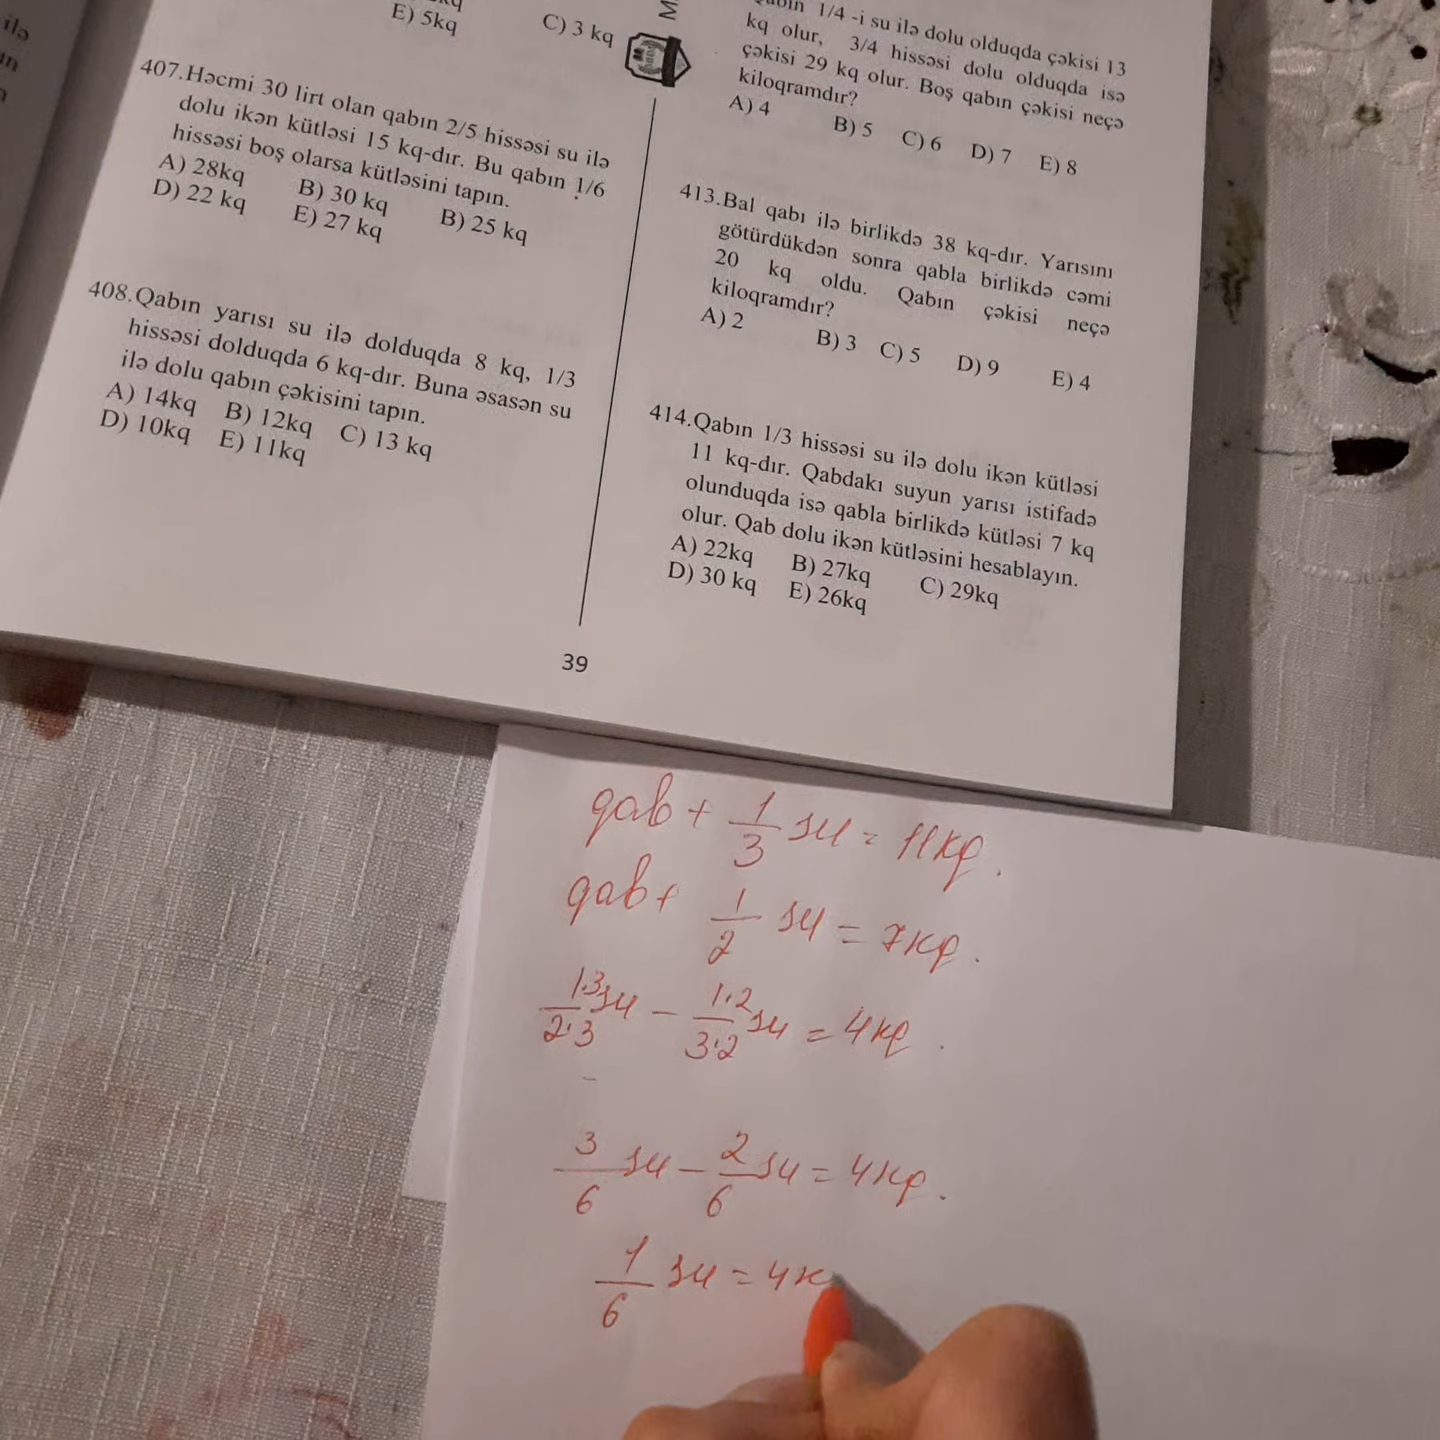 ilə
E) 5kq
C) 3 kq
407.Həcmi 30 lirt olan qabın 2/5 hissəsi su ilə
dolu ikən kütləsi 15 kq-dır. Bu qabın 1/6
hissəsi boş olarsa kütləsini tapın.
A) 28kq B) 30 kq B) 25 kq
D) 22 kq E) 27 kq
408.Qabın yarısı su ilə dolduqda 8 kq, 1/3
hissəsi dolduqda 6 kq-dır. Buna əsasən su
ilə dolu qabın çəkisini tapın.
A) 14kq B) 12kq C) 13 kq
D) 10kq E) 11kq
M
Qabın 1/4 -i su ilə dolu olduqda çəkisi 13
kq olur, 3/4 hissəsi dolu olduqda isə
çəkisi 29 kq olur. Boş qabın çəkisi neçə
kiloqramdır?
A) 4 B) 5 C) 6 D) 7 E) 8
413.Bal qabı ilə birlikdə 38 kq-dır. Yarısını
götürdükdən sonra qabla birlikdə cəmi
20 kq oldu. Qabın çəkisi neçə
kiloqramdır?
A) 2 B) 3 C) 5 D) 9 E) 4
414.Qabın 1/3 hissəsi su ilə dolu ikən kütləsi
11 kq-dır. Qabdakı suyun yarısı istifadə
olunduqda isə qabla birlikdə kütləsi 7 kq
olur. Qab dolu ikən kütləsini hesablayın.
A) 22kq B) 27kq C) 29kq
D) 30 kq E) 26kq
39
qab + 1/3 su = 11kq.
qab + 1/2 su = 7kq.
1·3/2·3 su - 1·2/3·2 su = 4kq.
3/6 su - 2/6 su = 4kq.
1/6 su = 4k